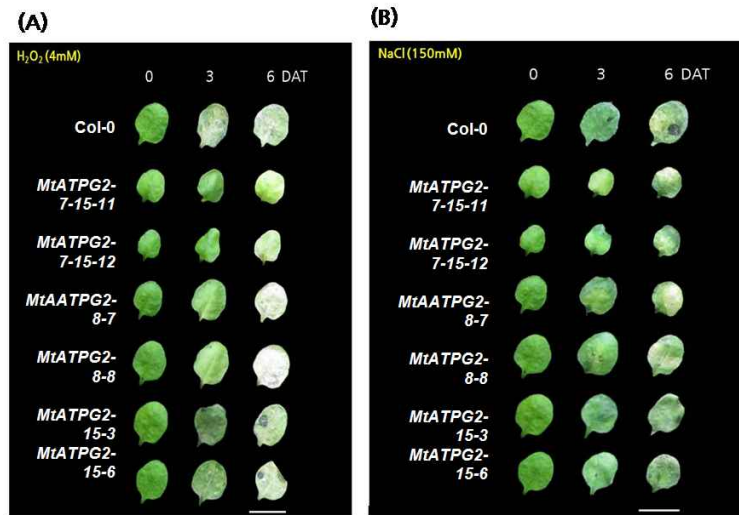 (A)
H₂O₂ (4mM)
0 3 6 DAT
Col-0
MtATPG2-
7-15-11
MtATPG2-
7-15-12
MtAATPG2-
8-7
MtATPG2-
8-8
MtATPG2-
15-3
MtATPG2-
15-6
(B)
NaCl (150mM)
0 3 6 DAT
Col-0
MtATPG2-
7-15-11
MtATPG2-
7-15-12
MtAATPG2-
8-7
MtATPG2-
8-8
MtATPG2-
15-3
MtATPG2-
15-6